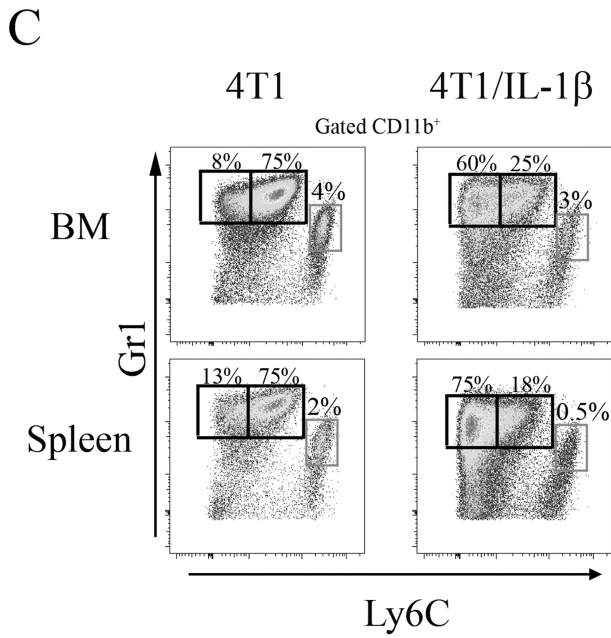 C
4T1
4T1/IL-1β
Gated CD11b⁺
BM
8% 75%
4%
60% 25%
3%
Gr1
Spleen
13% 75%
2%
75% 18%
0.5%
Ly6C